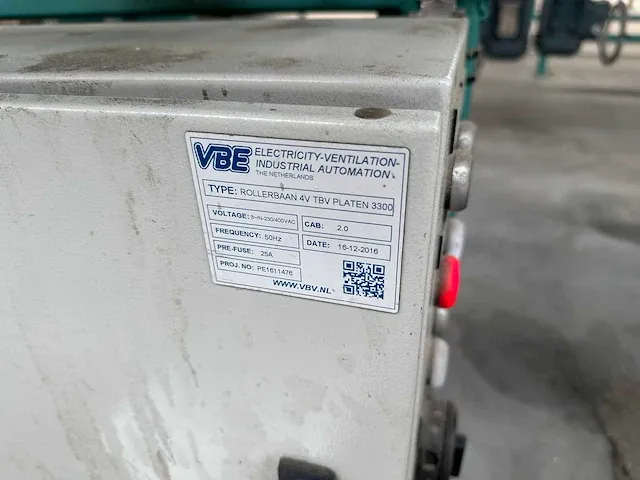 VBE ELECTRICITY-VENTILATION-
INDUSTRIAL AUTOMATION
THE NETHERLANDS
TYPE: ROLLERBAAN 4V TBV PLATEN 3300
VOLTAGE: 3~/N-230/400VAC
CAB: 2.0
FREQUENCY: 50Hz
DATE: 16-12-2016
PRE-FUSE: 25A
PROJ. NO: PE1611476
WWW.VBV.NL